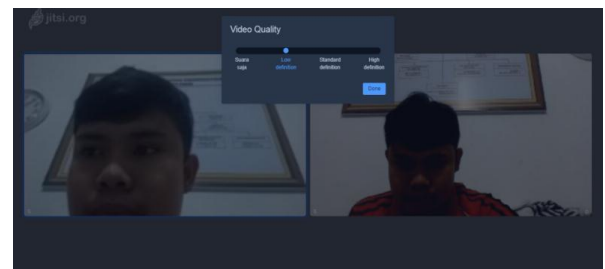 jitsi.org
Video Quality
Suara saja
Low definition
Standard definition
High definition
Done